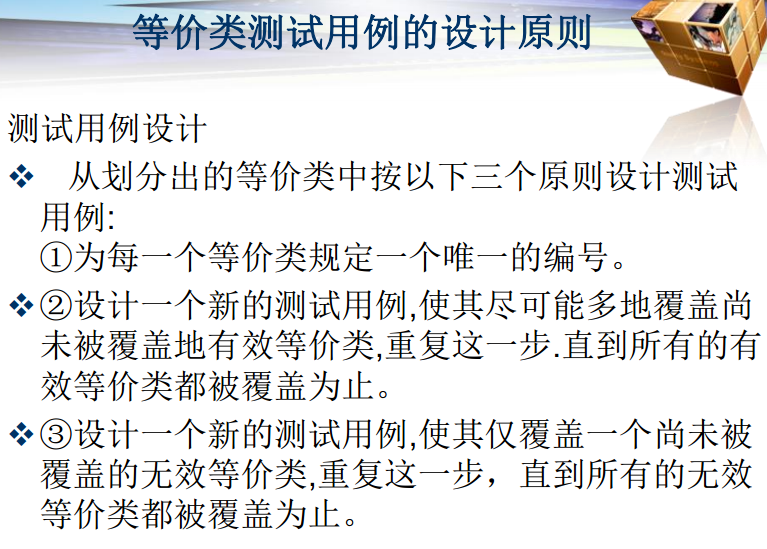 等价类测试用例的设计原则
测试用例设计
❖ 从划分出的等价类中按以下三个原则设计测试
用例:
①为每一个等价类规定一个唯一的编号。
❖②设计一个新的测试用例,使其尽可能多地覆盖尚
未被覆盖地有效等价类,重复这一步.直到所有的有
效等价类都被覆盖为止。
❖③设计一个新的测试用例,使其仅覆盖一个尚未被
覆盖的无效等价类,重复这一步，直到所有的无效
等价类都被覆盖为止。